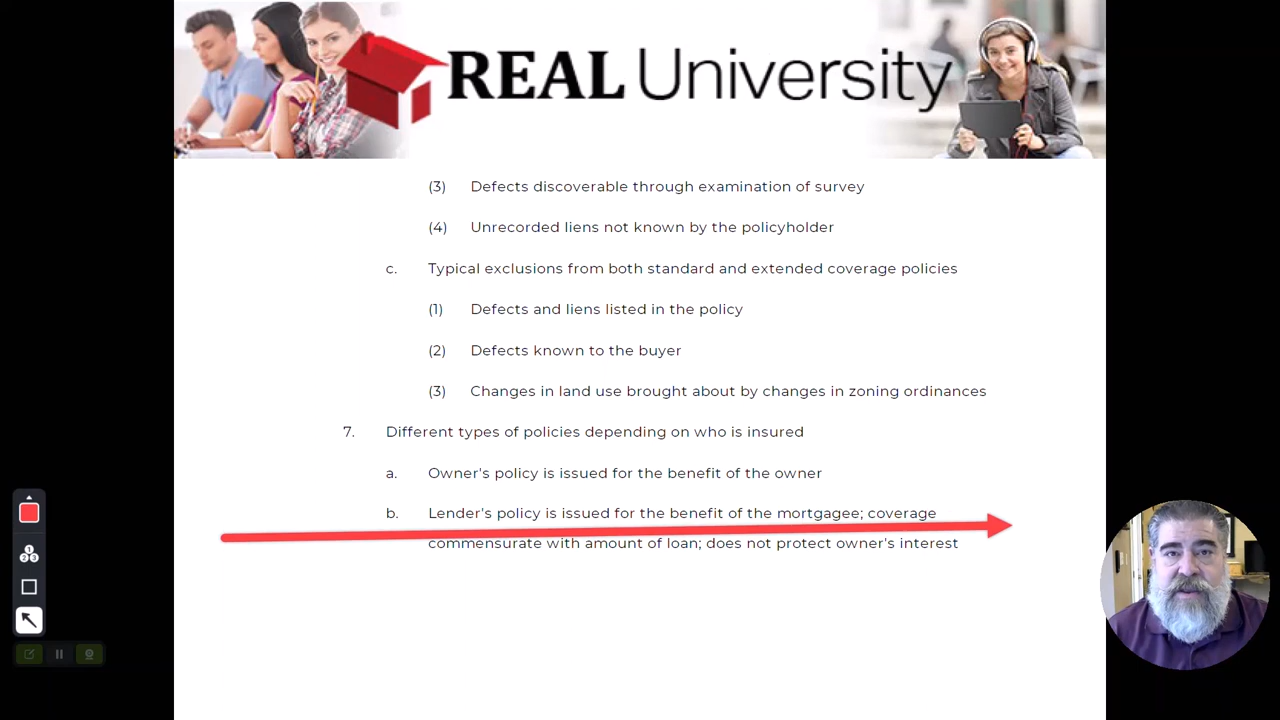 REAL University
(3) Defects discoverable through examination of survey
(4) Unrecorded liens not known by the policyholder
c. Typical exclusions from both standard and extended coverage policies
(1) Defects and liens listed in the policy
(2) Defects known to the buyer
(3) Changes in land use brought about by changes in zoning ordinances
7. Different types of policies depending on who is insured
a. Owner's policy is issued for the benefit of the owner
b. Lender's policy is issued for the benefit of the mortgagee; coverage
commensurate with amount of loan; does not protect owner's interest